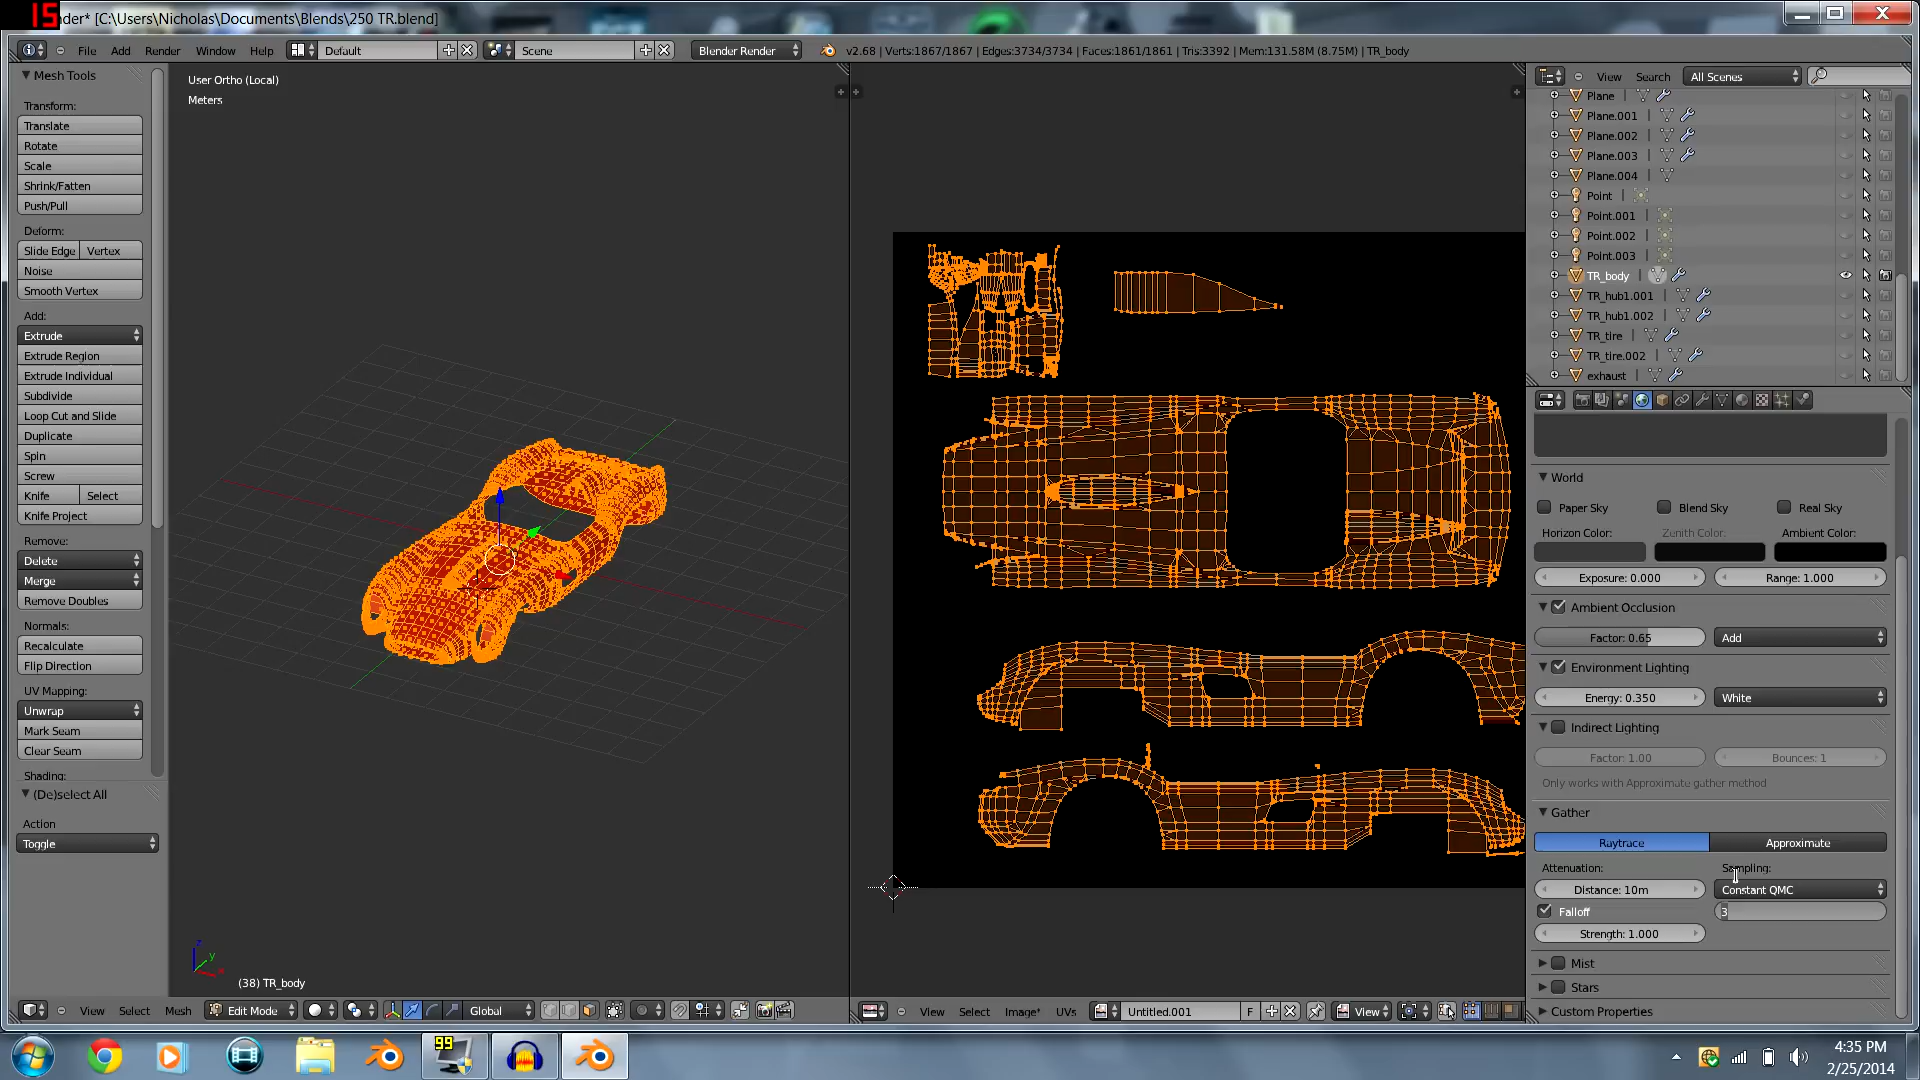 15
nder* [C:\Users\Nicholas\Documents\Blends\250 TR.blend]
File Add Render Window Help
Default
Scene
Blender Render
v2.68 | Verts:1867/1867 | Edges:3734/3734 | Faces:1861/1861 | Tris:3392 | Mem:131.58M (8.75M) | TR_body
Mesh Tools
Transform:
Translate
Rotate
Scale
Shrink/Fatten
Push/Pull
Deform:
Slide Edge Vertex
Noise
Smooth Vertex
Add:
Extrude
Extrude Region
Extrude Individual
Subdivide
Loop Cut and Slide
Duplicate
Spin
Screw
Knife Select
Knife Project
Remove:
Delete
Merge
Remove Doubles
Normals:
Recalculate
Flip Direction
UV Mapping:
Unwrap
Mark Seam
Clear Seam
Shading:
(De)select All
Action
Toggle
User Ortho (Local)
Meters
z
y
x
(38) TR_body
View Select Mesh
Edit Mode
Global
View Select Image* UVs
Untitled.001
F
View
View Search All Scenes
Plane
Plane.001
Plane.002
Plane.003
Plane.004
Point
Point.001
Point.002
Point.003
TR_body
TR_hub1.001
TR_hub1.002
TR_tire
TR_tire.002
exhaust
World
Paper Sky Blend Sky Real Sky
Horizon Color: Zenith Color: Ambient Color:
Exposure: 0.000 Range: 1.000
Ambient Occlusion
Factor: 0.65 Add
Environment Lighting
Energy: 0.350 White
Indirect Lighting
Factor: 1.00 Bounces: 1
Only works with Approximate gather method
Gather
Raytrace Approximate
Attenuation: Sampling:
Distance: 10m Constant QMC
Falloff 3
Strength: 1.000
Mist
Stars
Custom Properties
99
4:35 PM
2/25/2014